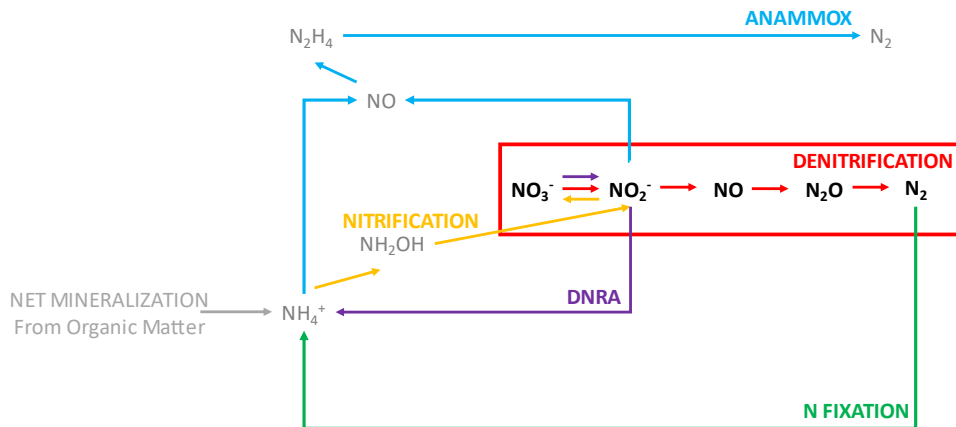 ANAMMOX
N₂H₄ N₂
NO
DENITRIFICATION
NO₃⁻ NO₂⁻ NO N₂O N₂
NITRIFICATION
NH₂OH
NET MINERALIZATION
From Organic Matter
NH₄⁺
DNRA
N FIXATION